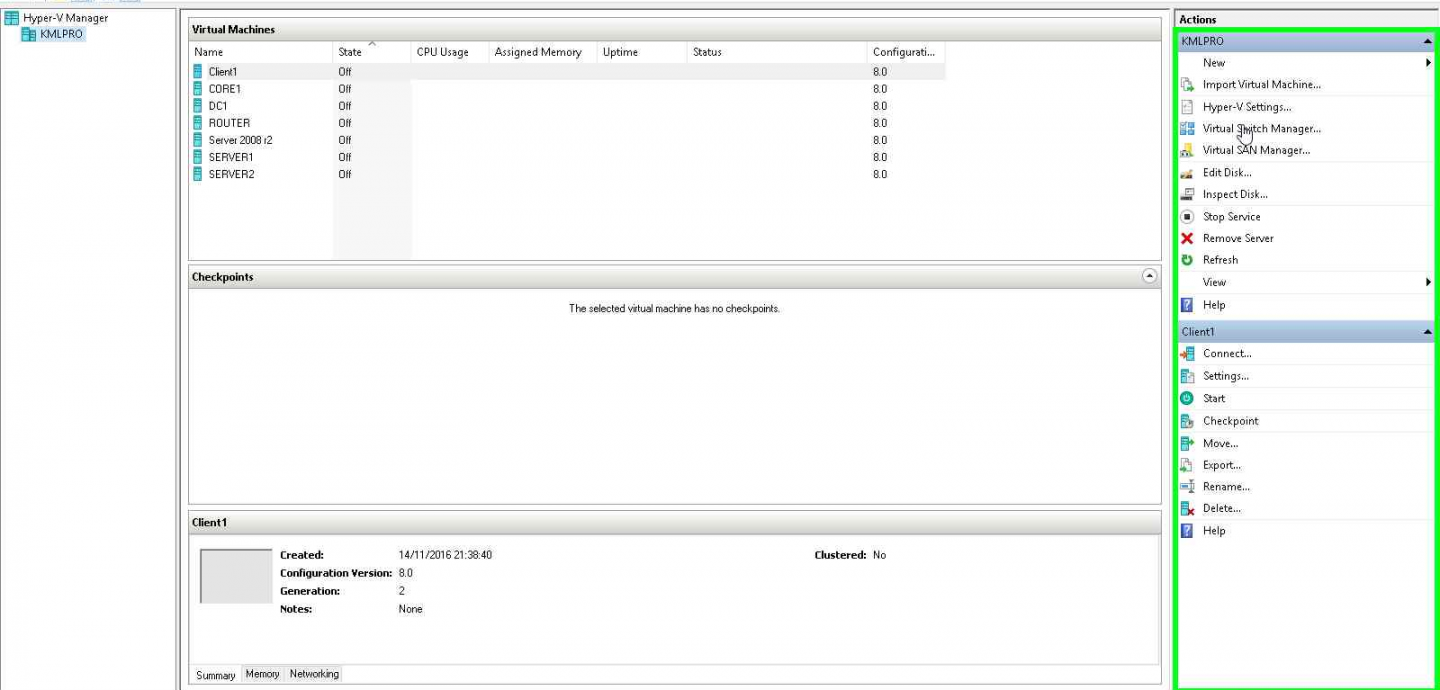 Hyper-V Manager
KMLPRO
Virtual Machines
Name State CPU Usage Assigned Memory Uptime Status Configurati...
Client1 Off 8.0
CORE1 Off 8.0
DC1 Off 8.0
ROUTER Off 8.0
Server 2008 r2 Off 8.0
SERVER1 Off 8.0
SERVER2 Off 8.0
Checkpoints
The selected virtual machine has no checkpoints.
Client1
Created: 14/11/2016 21:38:40 Clustered: No
Configuration Version: 8.0
Generation: 2
Notes: None
Summary Memory Networking
Actions
KMLPRO
New
Import Virtual Machine...
Hyper-V Settings...
Virtual Switch Manager...
Virtual SAN Manager...
Edit Disk...
Inspect Disk...
Stop Service
Remove Server
Refresh
View
Help
Client1
Connect...
Settings...
Start
Checkpoint
Move...
Export...
Rename...
Delete...
Help